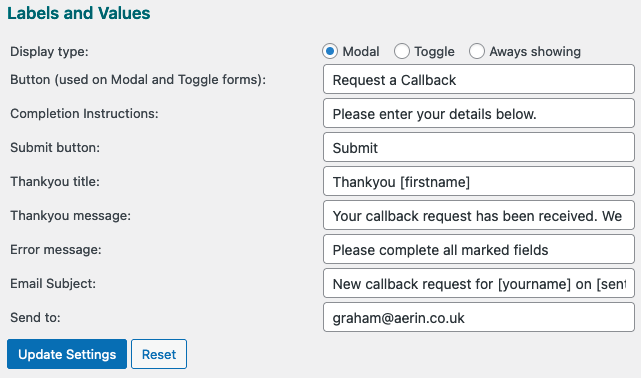 Labels and Values
Display type: Modal Toggle Aways showing
Button (used on Modal and Toggle forms): Request a Callback
Completion Instructions: Please enter your details below.
Submit button: Submit
Thankyou title: Thankyou [firstname]
Thankyou message: Your callback request has been received. We
Error message: Please complete all marked fields
Email Subject: New callback request for [yourname] on [sent
Send to: graham@aerin.co.uk
Update Settings Reset